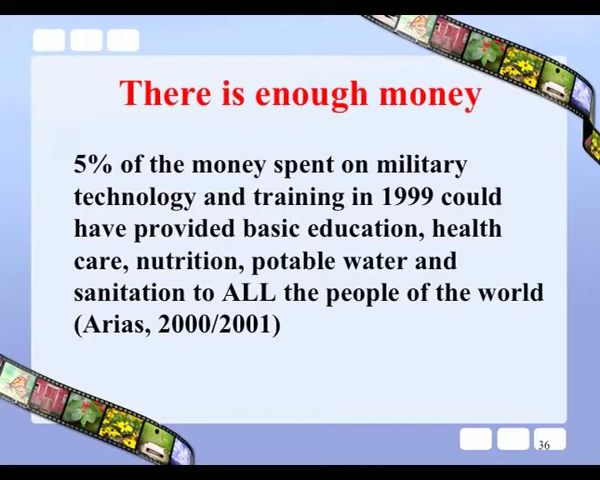 There is enough money
5% of the money spent on military
technology and training in 1999 could
have provided basic education, health
care, nutrition, potable water and
sanitation to ALL the people of the world
(Arias, 2000/2001)
36